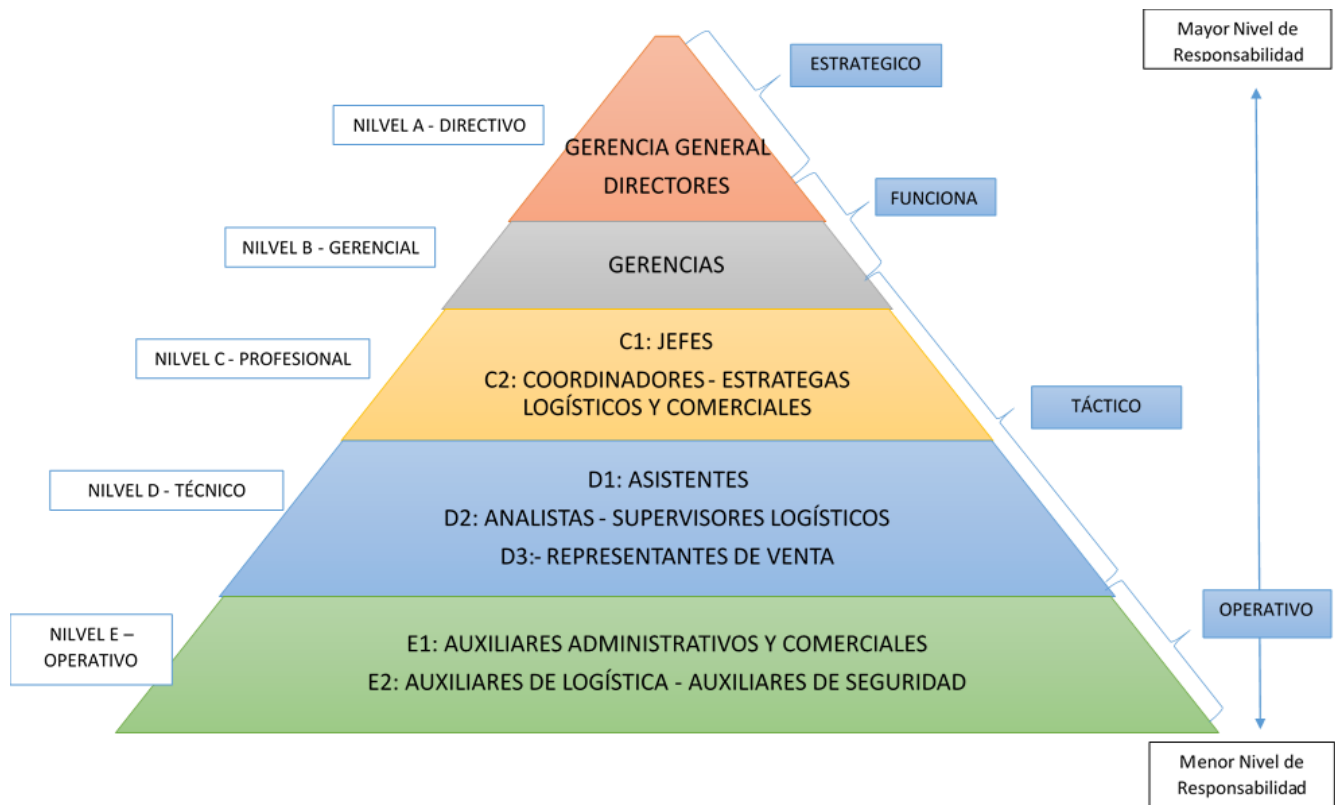 Mayor Nivel de
Responsabilidad
ESTRATEGICO
NILVEL A - DIRECTIVO
GERENCIA GENERAL
DIRECTORES
FUNCIONA
NILVEL B - GERENCIAL
GERENCIAS
NILVEL C - PROFESIONAL
C1: JEFES
C2: COORDINADORES - ESTRATEGAS
LOGÍSTICOS Y COMERCIALES
TÁCTICO
NILVEL D - TÉCNICO
D1: ASISTENTES
D2: ANALISTAS - SUPERVISORES LOGÍSTICOS
D3:- REPRESENTANTES DE VENTA
OPERATIVO
NILVEL E –
OPERATIVO
E1: AUXILIARES ADMINISTRATIVOS Y COMERCIALES
E2: AUXILIARES DE LOGÍSTICA - AUXILIARES DE SEGURIDAD
Menor Nivel de
Responsabilidad